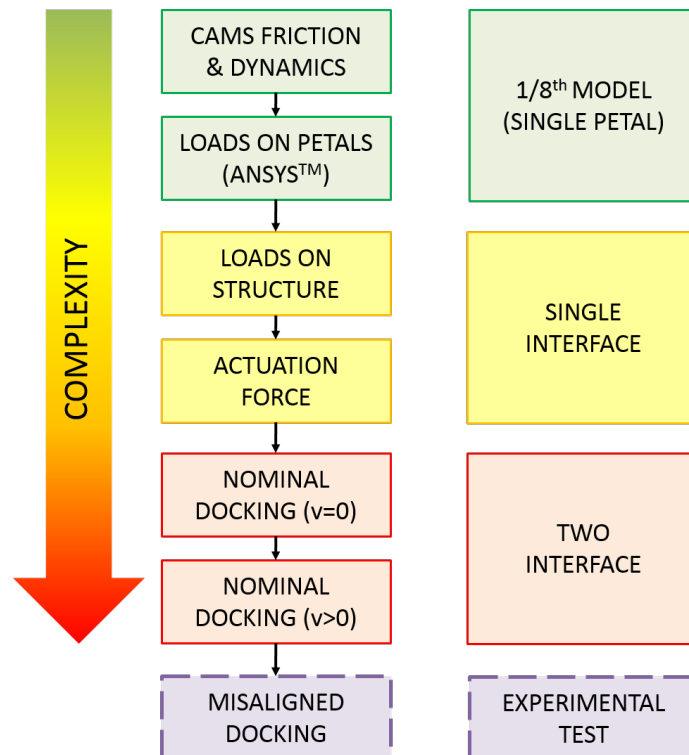 COMPLEXITY
CAMS FRICTION
& DYNAMICS
LOADS ON PETALS
(ANSYS™)
LOADS ON
STRUCTURE
ACTUATION
FORCE
NOMINAL
DOCKING (v=0)
NOMINAL
DOCKING (v>0)
MISALIGNED
DOCKING
1/8th MODEL
(SINGLE PETAL)
SINGLE
INTERFACE
TWO
INTERFACE
EXPERIMENTAL
TEST